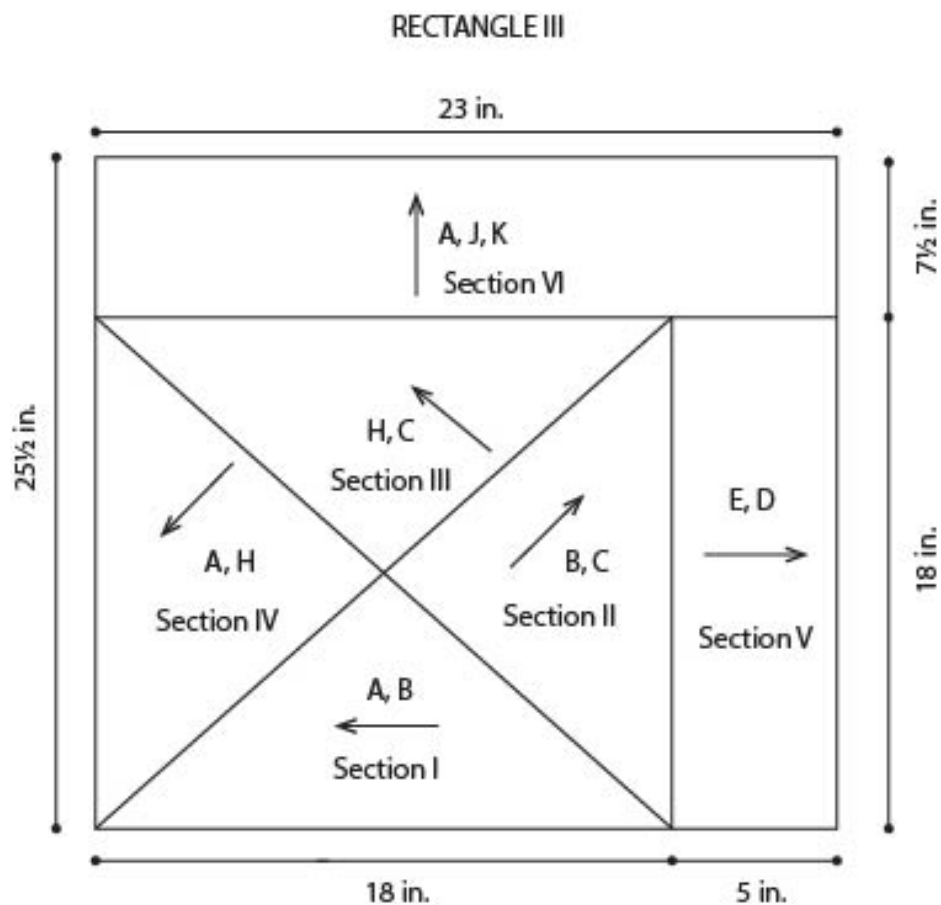 RECTANGLE III
23 in.
A, J, K
Section VI
7½ in.
25½ in.
H, C
Section III
E, D
A, H
B, C
18 in.
Section IV
Section II
Section V
A, B
Section I
18 in.
5 in.